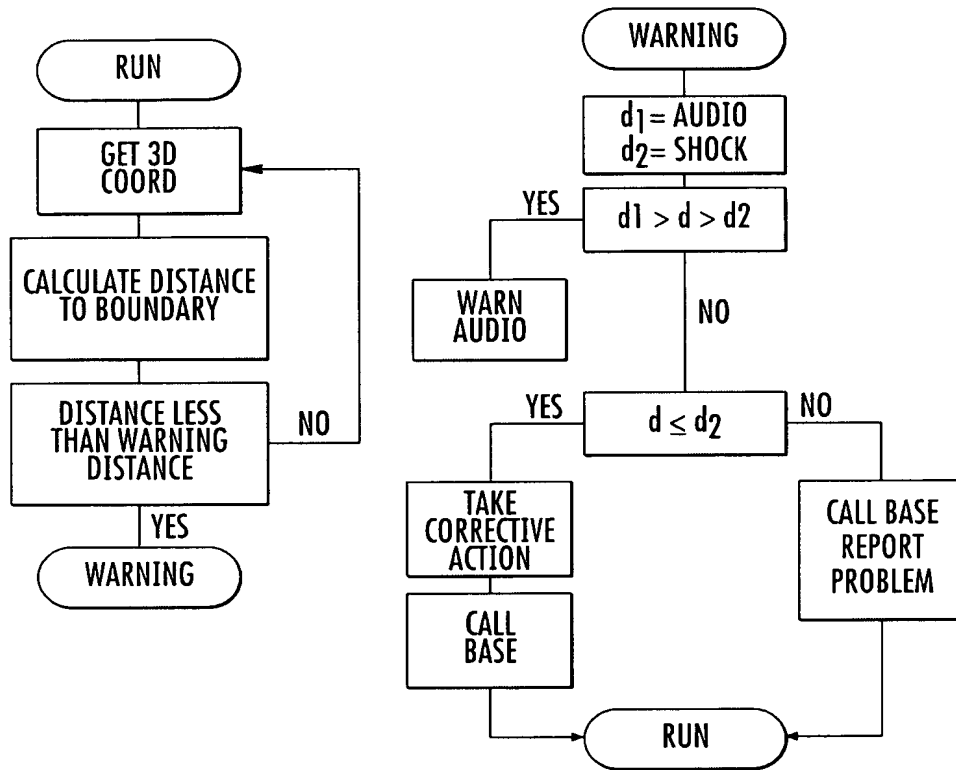 RUN
GET 3D
COORD
CALCULATE DISTANCE
TO BOUNDARY
DISTANCE LESS
THAN WARNING
DISTANCE
NO
YES
WARNING
WARNING
d1= AUDIO
d2= SHOCK
YES
d1 > d > d2
WARN
AUDIO
NO
YES
d ≤ d2
NO
TAKE
CORRECTIVE
ACTION
CALL
BASE
CALL BASE
REPORT
PROBLEM
RUN